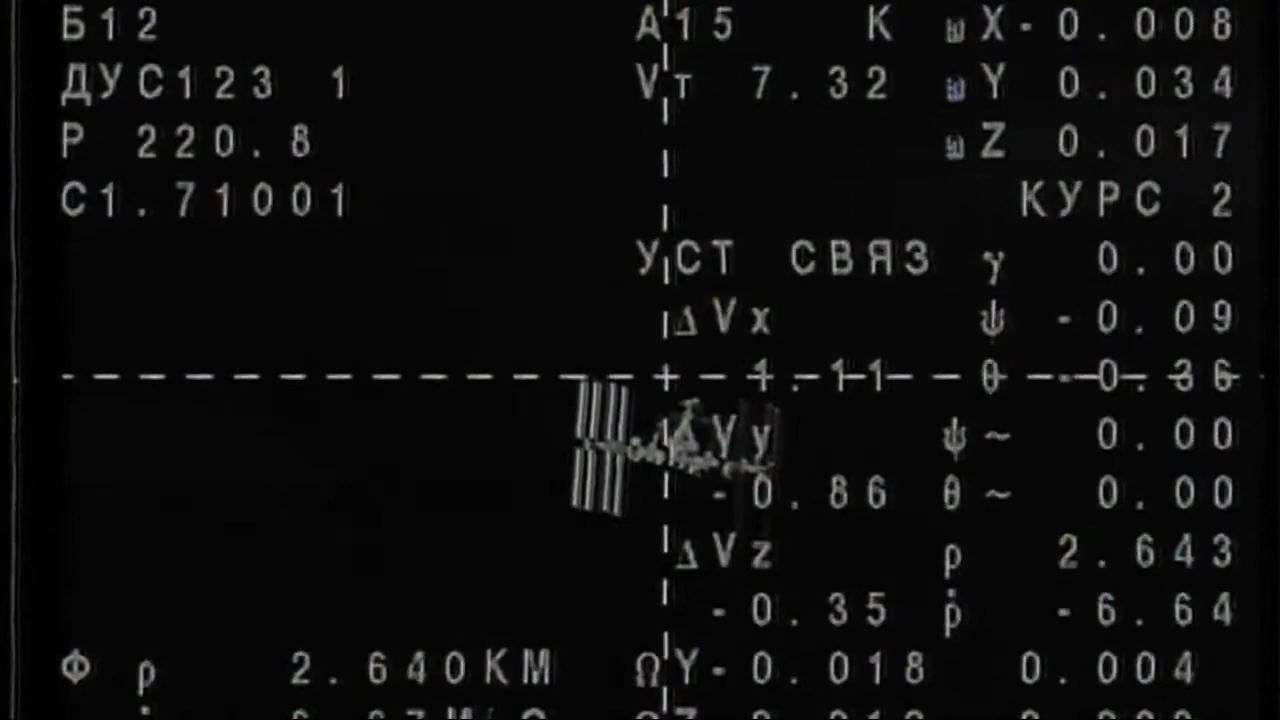 Б12 А15 К ωX-0.008
ДУС123 1 Vт 7.32 ωY 0.034
Р 220.8 ωZ 0.017
С1.71001 КУРС 2
УСТ СВЯЗ γ 0.00
ΔVx ψ -0.09
-1.11 θ -0.36
ΔVy ψ~ 0.00
-0.86 θ~ 0.00
ΔVz ρ 2.643
-0.35 ρ̇ -6.64
Ф ρ 2.640КМ ΩY-0.018 0.004